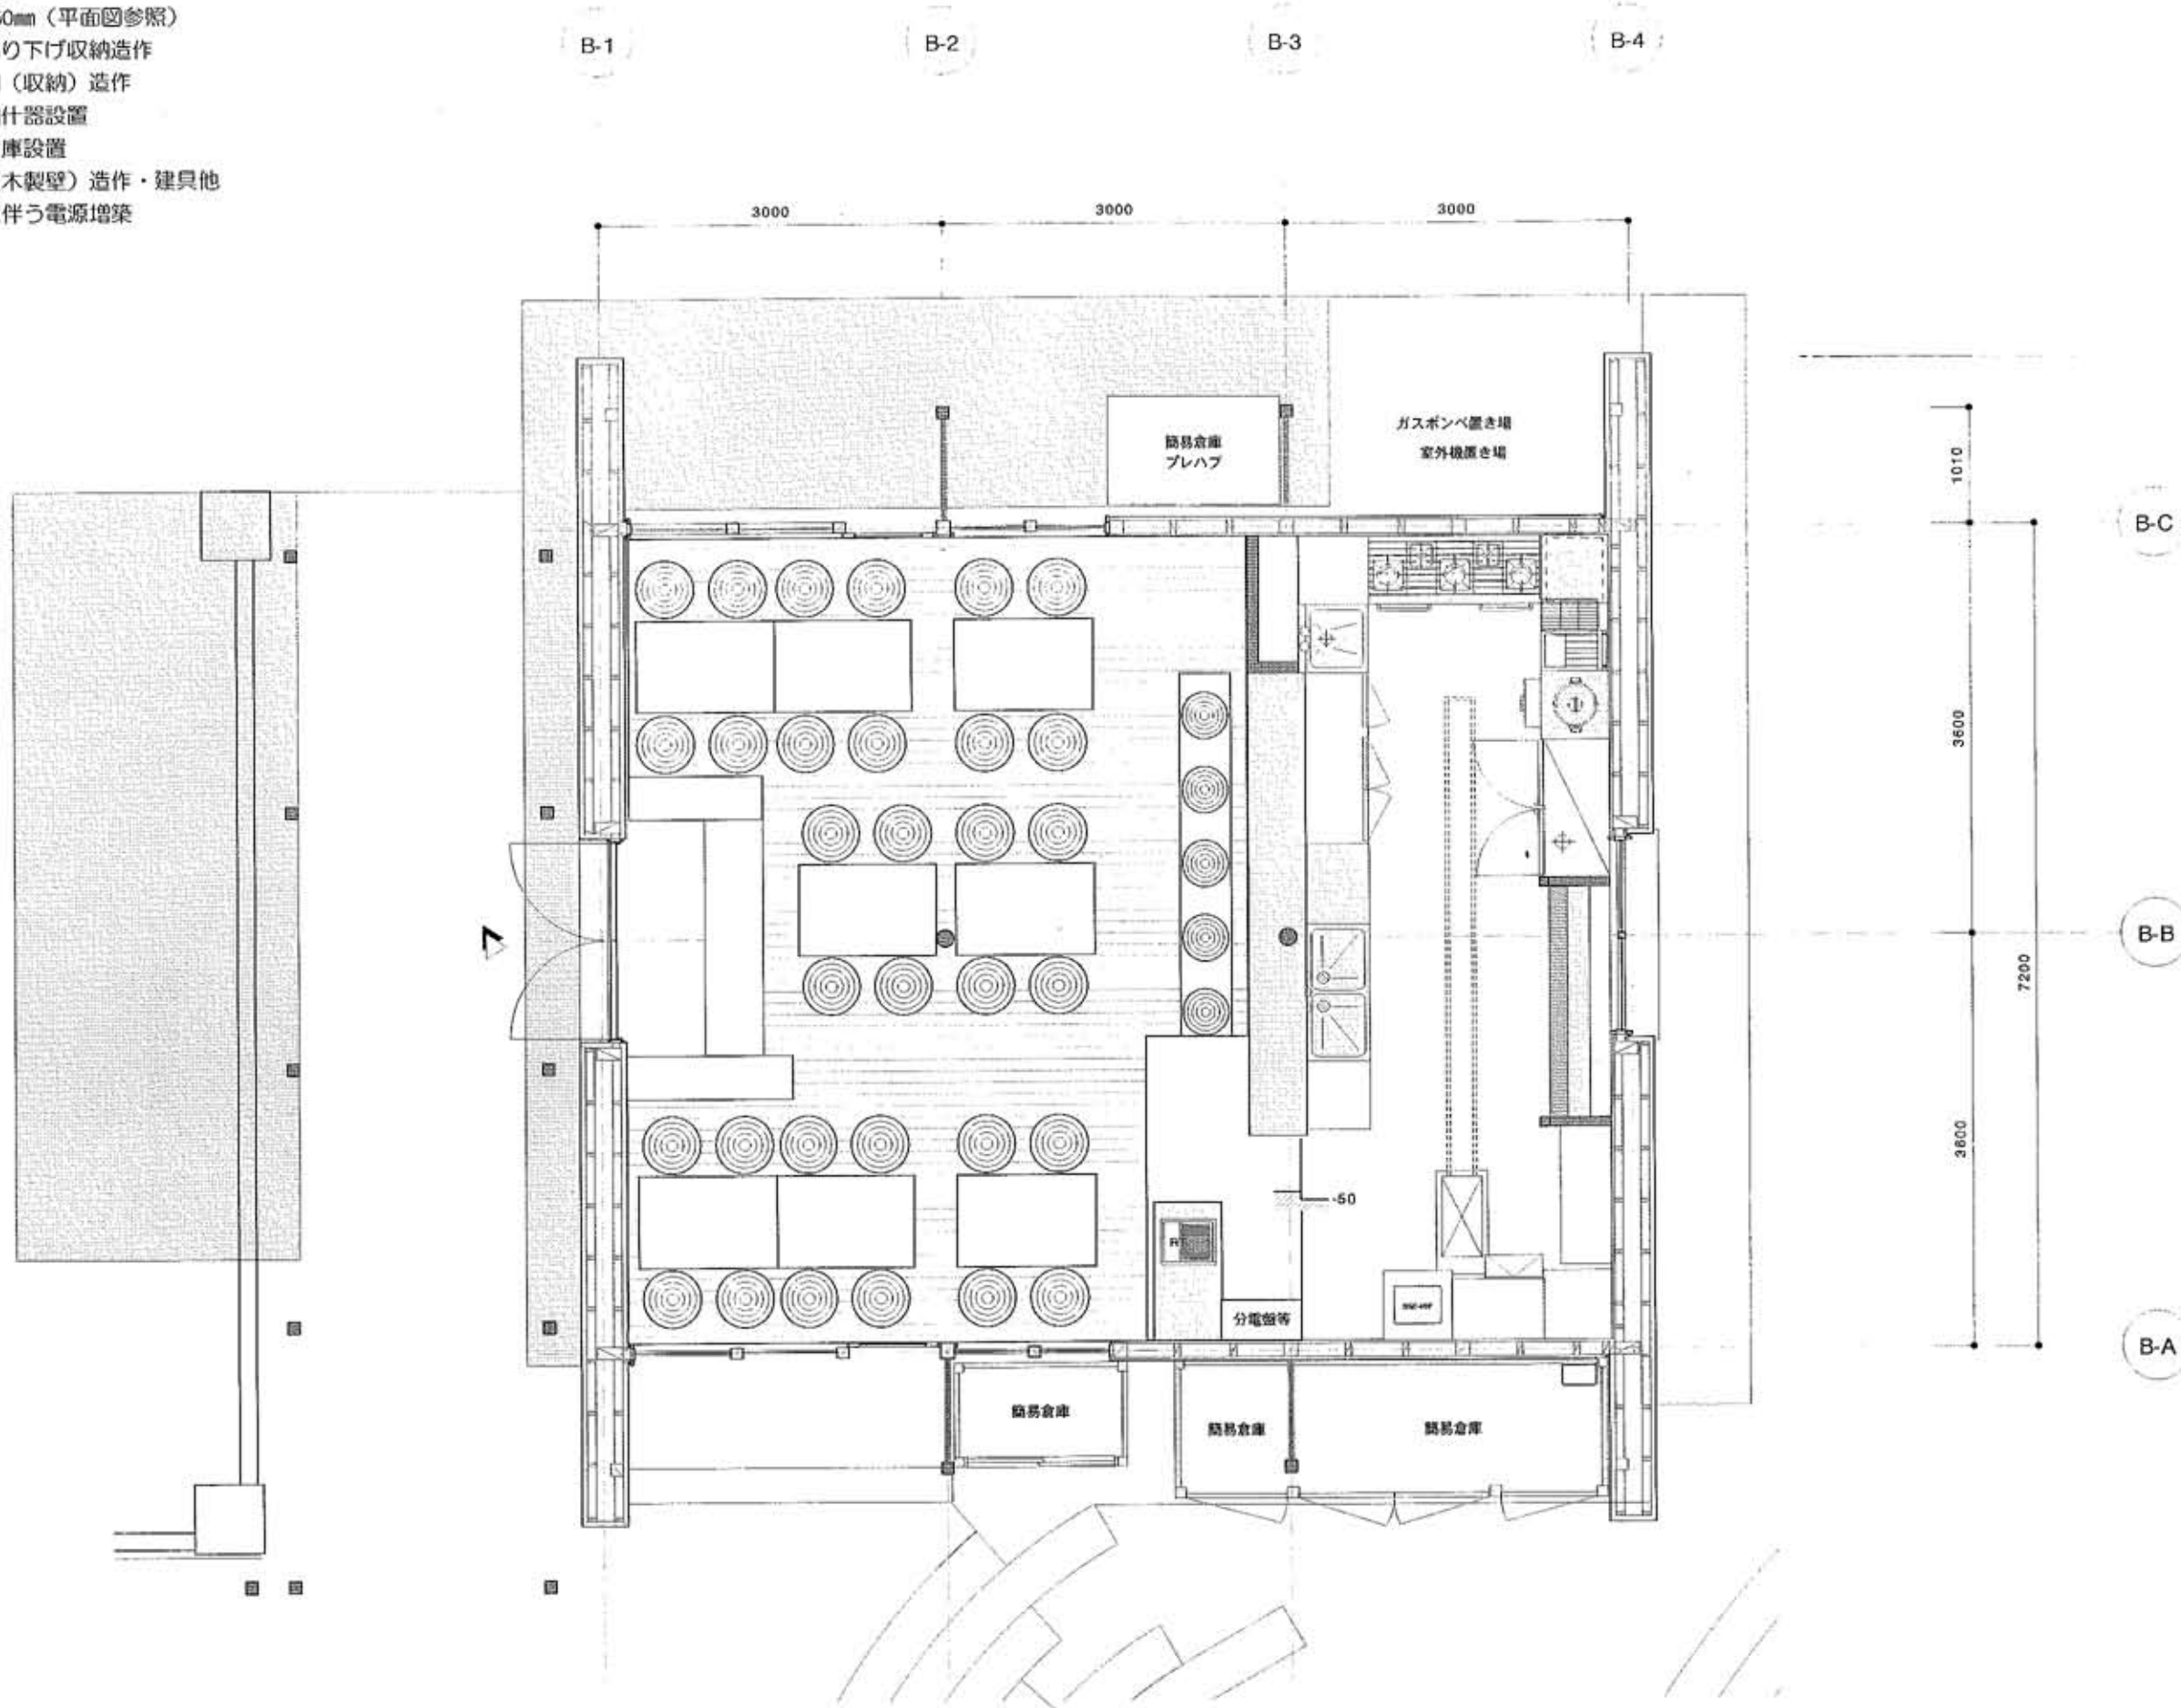 50㎜（平面図参照）
り下げ収納造作
（収納）造作
什器設置
庫設置
木製壁）造作・建具他
伴う電源増築
B-1
B-2
B-3
B-4
3000
3000
3000
簡易倉庫
プレハブ
ガスボンベ置き場
室外機置き場
1010
B-C
3600
B-B
7200
3600
-50
分電盤等
B-A
簡易倉庫
簡易倉庫
簡易倉庫